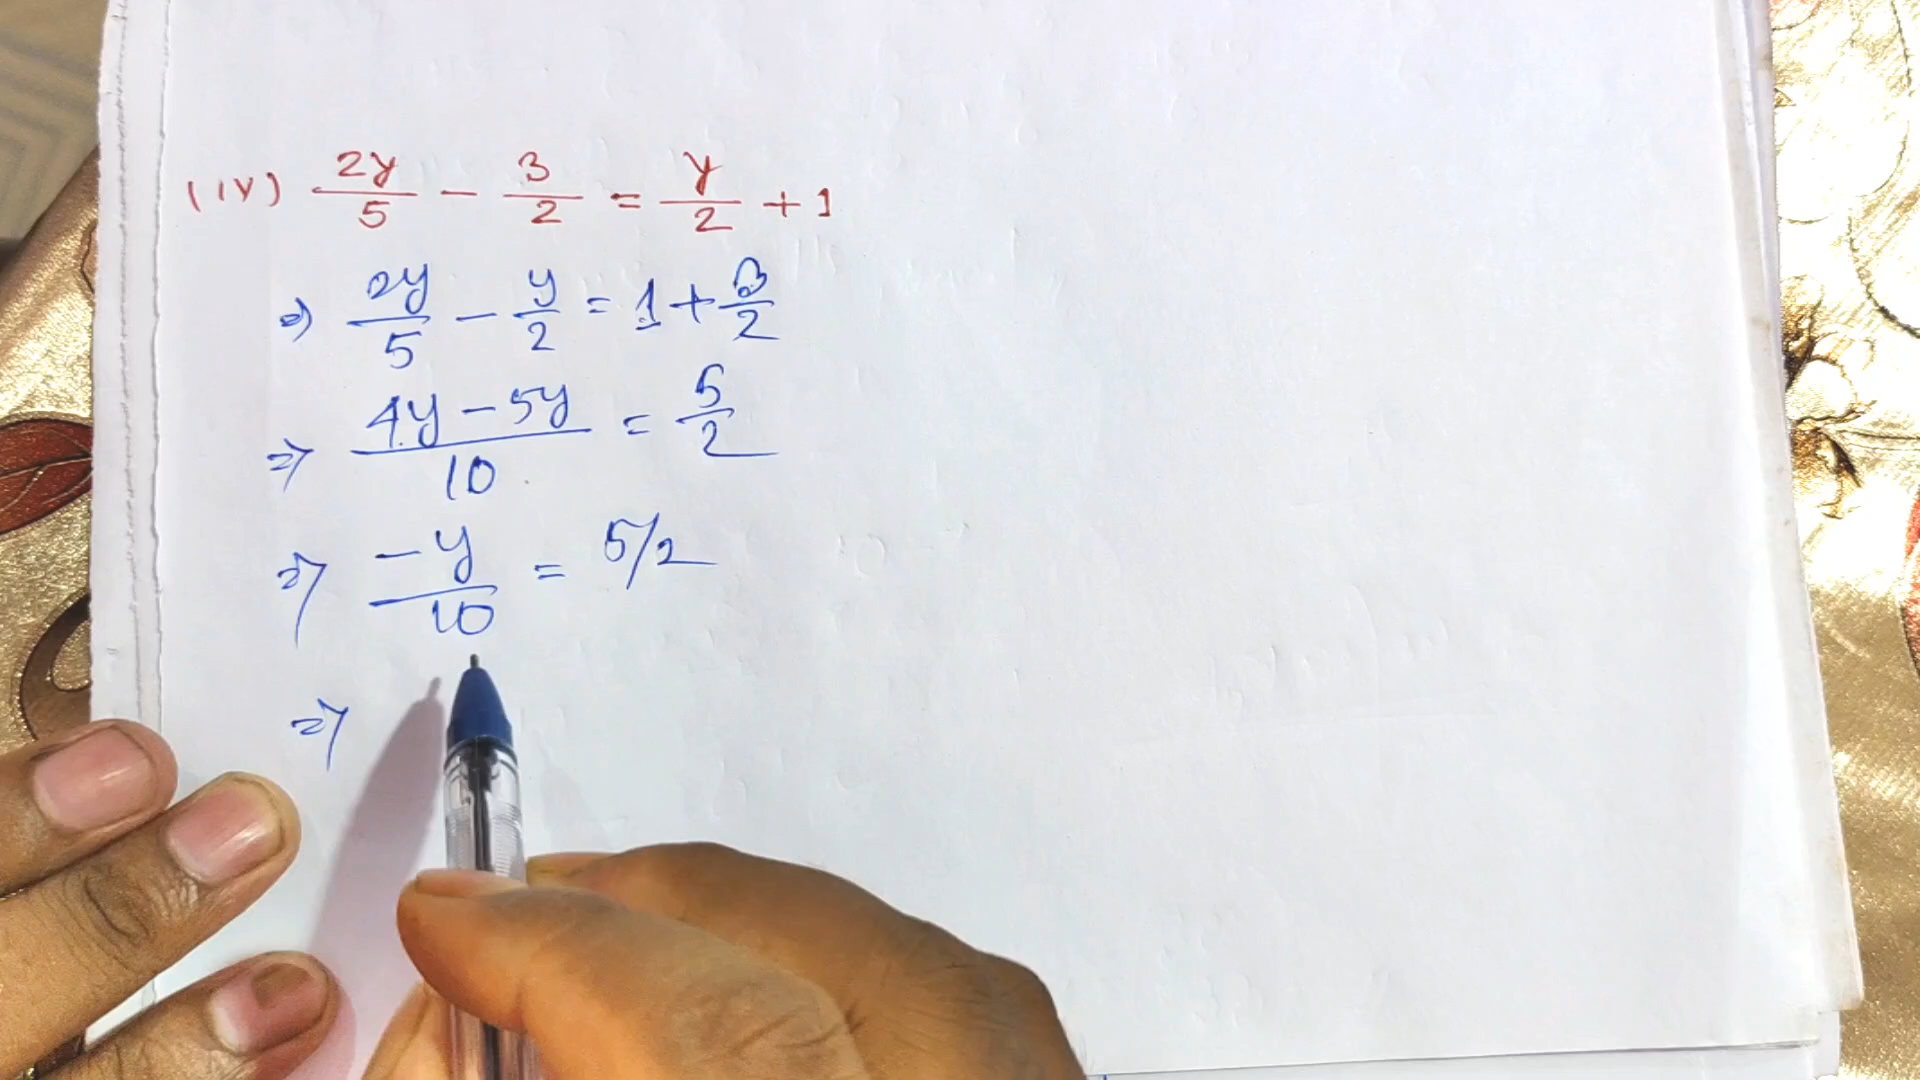 (iv) 2y/5 - 3/2 = y/2 + 1
⇒ 2y/5 - y/2 = 1 + 3/2
⇒ 4y - 5y/10 = 5/2
⇒ -y/10 = 5/2
⇒